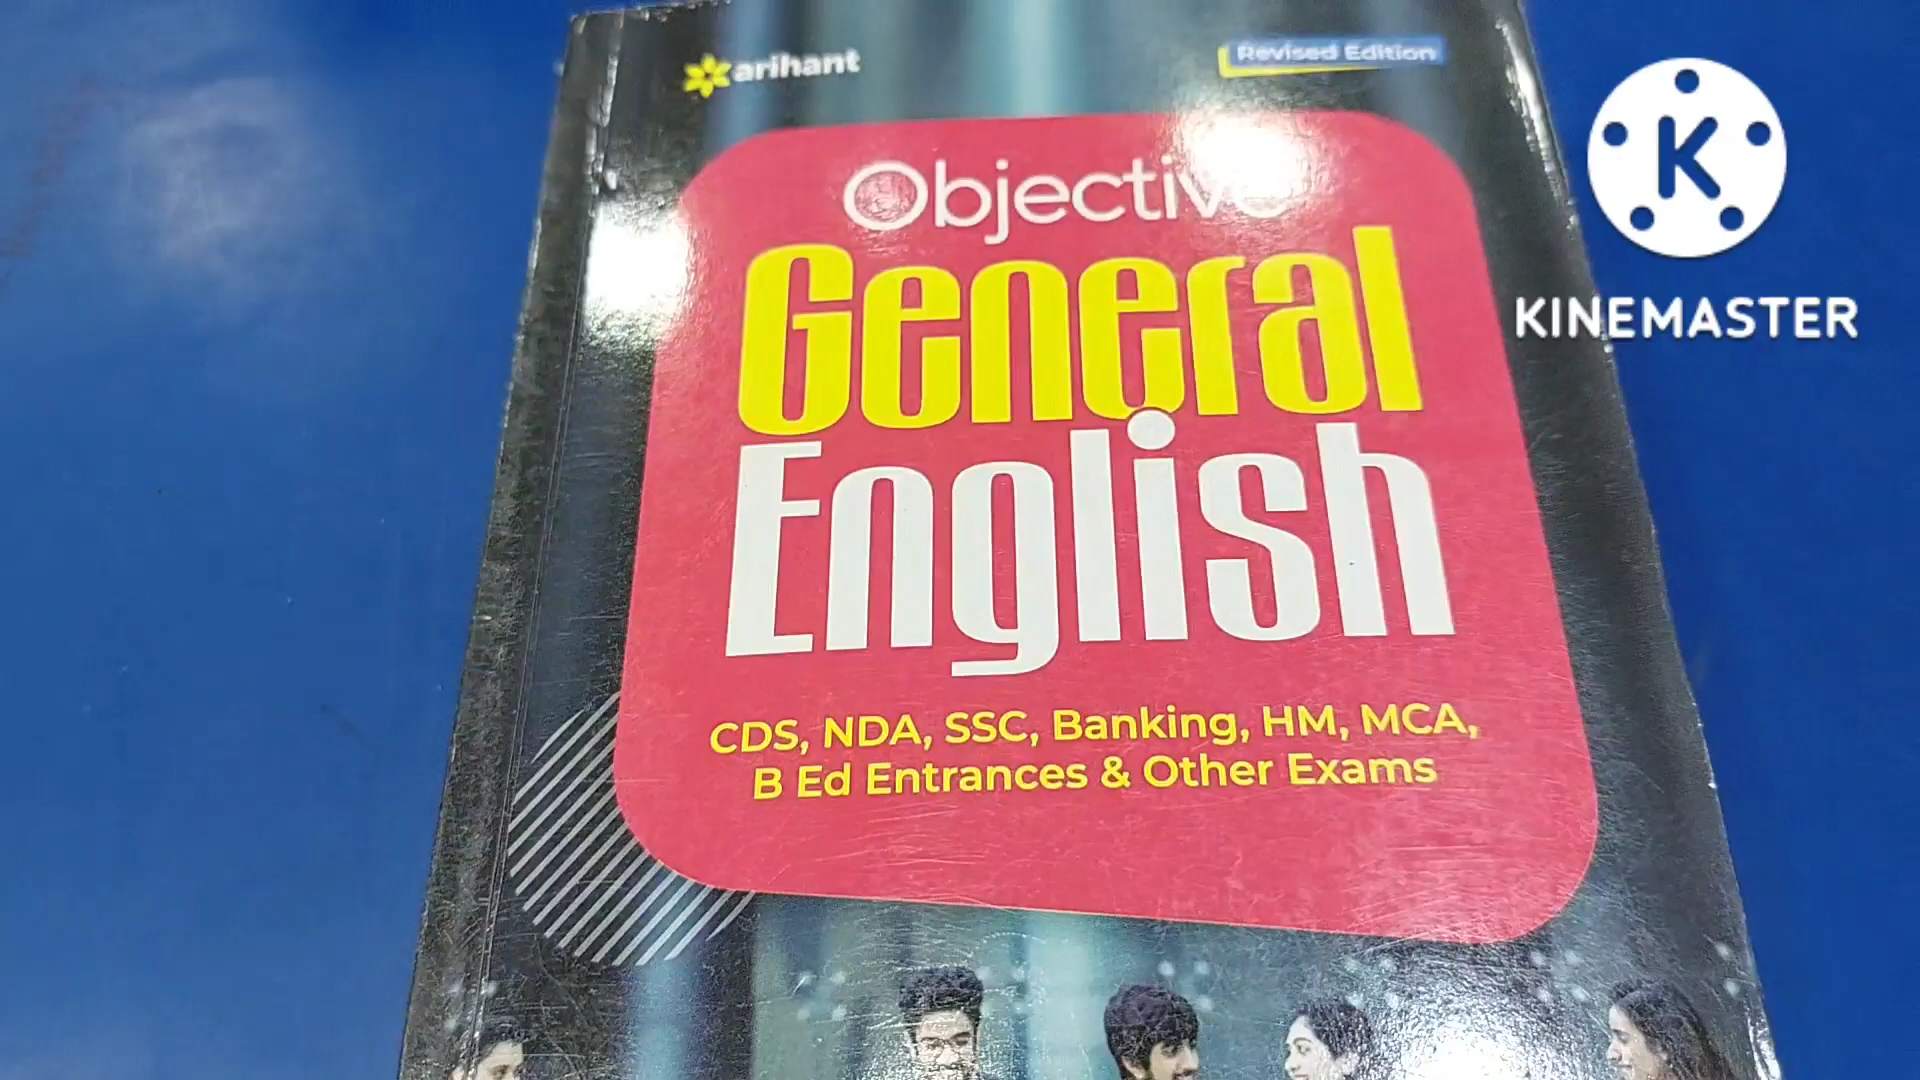 arihant
Revised Edition
Objective
General
English
CDS, NDA, SSC, Banking, HM, MCA,
B Ed Entrances & Other Exams
K
KINEMASTER